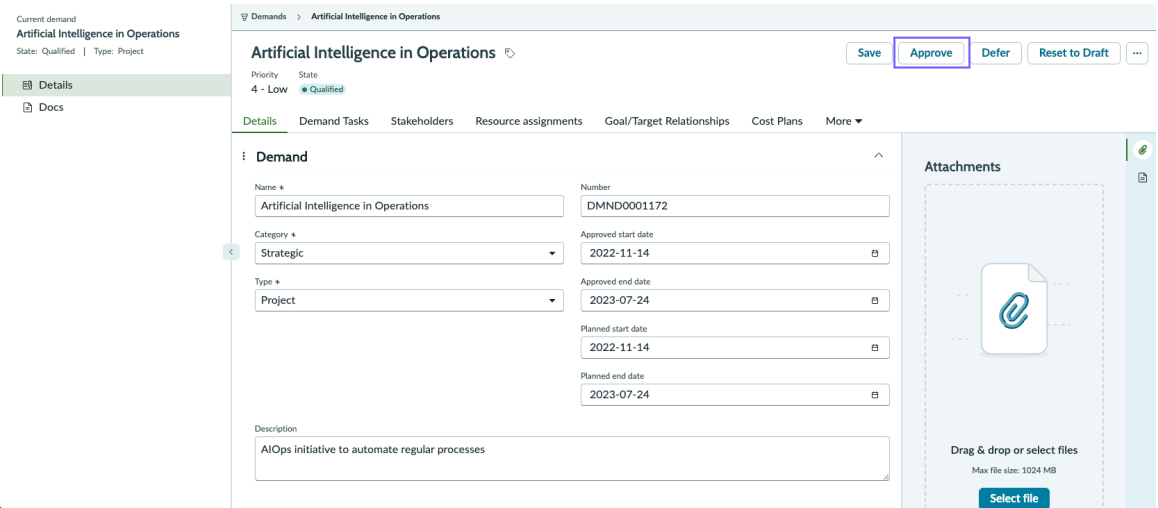 Current demand
Artificial Intelligence in Operations
State: Qualified | Type: Project
Details
Docs
Demands > Artificial Intelligence in Operations
Artificial Intelligence in Operations
Save Approve Defer Reset to Draft ...
Priority State
4 - Low Qualified
Details Demand Tasks Stakeholders Resource assignments Goal/Target Relationships Cost Plans More
Demand
Name *
Artificial Intelligence in Operations
Number
DMND0001172
Category *
Strategic
Approved start date
2022-11-14
Type *
Project
Approved end date
2023-07-24
Planned start date
2022-11-14
Planned end date
2023-07-24
Description
AIOps initiative to automate regular processes
Attachments
Drag & drop or select files
Max file size: 1024 MB
Select file